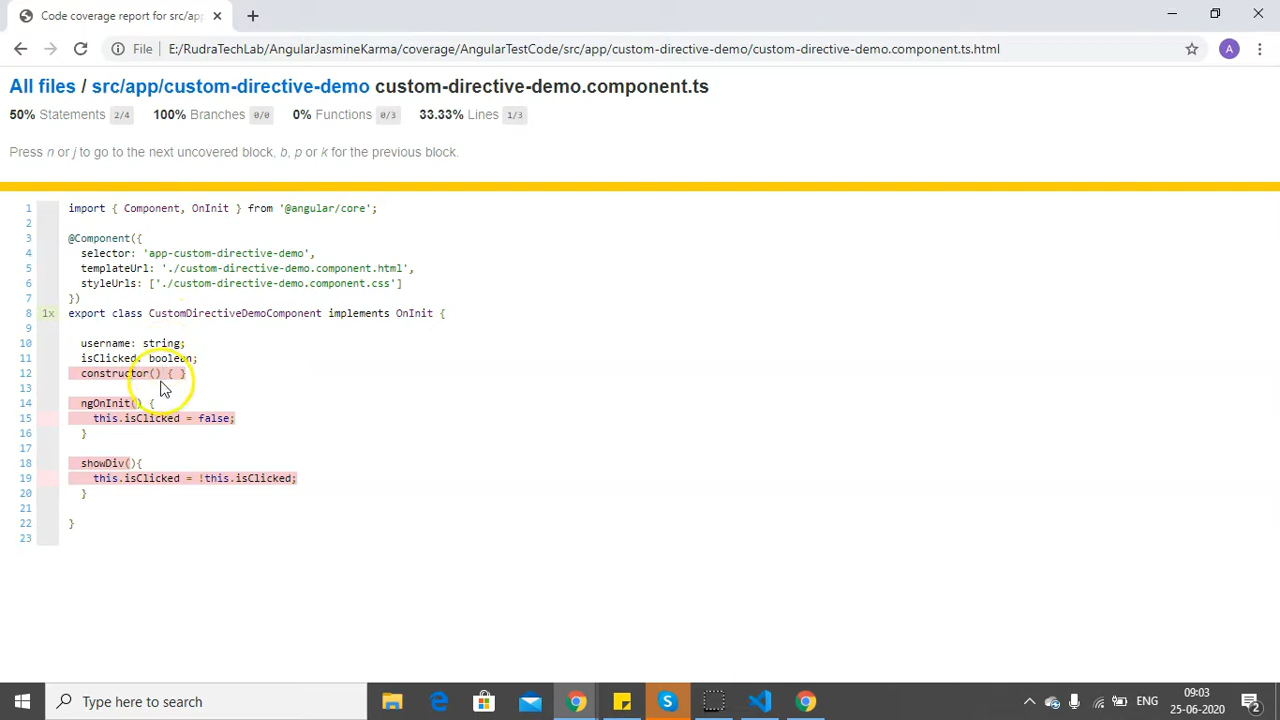 Code coverage report for src/ap
File E:/RudraTechLab/AngularJasmineKarma/coverage/AngularTestCode/src/app/custom-directive-demo/custom-directive-demo.component.ts.html A
All files / src/app/custom-directive-demo custom-directive-demo.component.ts
50% Statements 2/4 100% Branches 0/0 0% Functions 0/3 33.33% Lines 1/3
Press n or j to go to the next uncovered block, b, p or k for the previous block.
1 import { Component, OnInit } from '@angular/core';
2
3 @Component({
4 selector: 'app-custom-directive-demo',
5 templateUrl: './custom-directive-demo.component.html',
6 styleUrls: ['./custom-directive-demo.component.css']
7 })
8 1x export class CustomDirectiveDemoComponent implements OnInit {
9
10 username: string;
11 isClicked: boolean;
12 constructor() { }
13
14 ngOnInit() {
15 this.isClicked = false;
16 }
17
18 showDiv(){
19 this.isClicked = !this.isClicked;
20 }
21
22 }
23
Type here to search ENG 09:03
25-06-2020 2